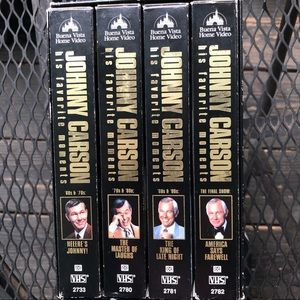 Buena Vista
Home Video
JOHNNY CARSON
his favorite moments
'60s & '70s
HEEERE'S
JOHNNY!
VHS
2733
Buena Vista
Home Video
JOHNNY CARSON
his favorite moments
'70s & '80s
THE MASTER
OF LAUGHS
VHS
2780
Buena Vista
Home Video
JOHNNY CARSON
his favorite moments
'80s & '90s
THE KING OF
LATE NIGHT
VHS
2781
Buena Vista
Home Video
JOHNNY CARSON
his favorite moments
THE FINAL SHOW
AMERICA
SAYS
FAREWELL
VHS
2782